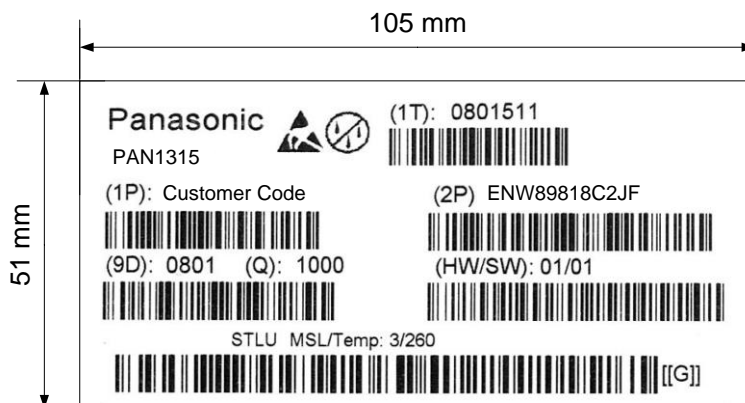 105 mm
51 mm
Panasonic
PAN1315
(1T): 0801511
(1P): Customer Code
(2P) ENW89818C2JF
(9D): 0801 (Q): 1000
(HW/SW): 01/01
STLU MSL/Temp: 3/260
[[G]]